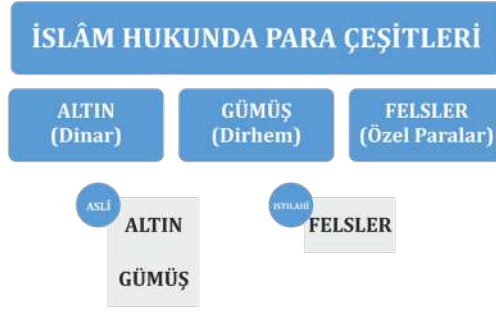 İSLÂM HUKUNDA PARA ÇEŞİTLERİ
ALTIN
(Dinar)
GÜMÜŞ
(Dirhem)
FELSLER
(Özel Paralar)
ASLÎ
ALTIN
GÜMÜŞ
ISTILAHÎ
FELSLER